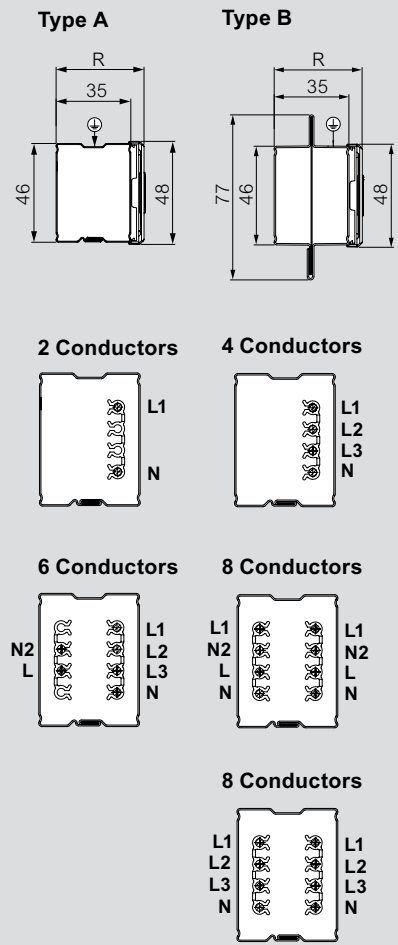 Type A
Type B
R
35
46
48
R
35
77
46
48
2 Conductors
4 Conductors
L1
N
L1
L2
L3
N
6 Conductors
8 Conductors
N2
L
L1
L2
L3
N
L1
N2
L
N
L1
N2
L
N
8 Conductors
L1
L2
L3
N
L1
L2
L3
N